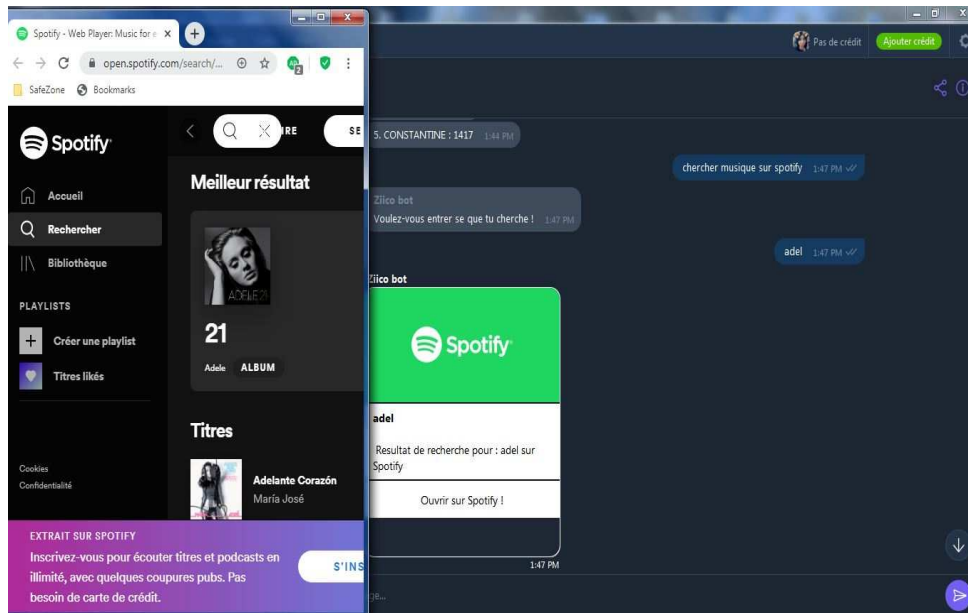 Spotify - Web Player: Music for e
open.spotify.com/search/...
SafeZone
Bookmarks
Spotify
IRE
SE
Accueil
Rechercher
Bibliothèque
PLAYLISTS
Créer une playlist
Titres likés
Cookies
Confidentialité
Meilleur résultat
ADELE 21
21
Adele ALBUM
Titres
Adelante Corazón
María José
EXTRAIT SUR SPOTIFY
Inscrivez-vous pour écouter titres et podcasts en
illimité, avec quelques coupures pubs. Pas
besoin de carte de crédit.
S'INS
Pas de crédit
Ajouter crédit
5. CONSTANTINE : 1417 1:44 PM
chercher musique sur spotify 1:47 PM
Ziico bot
Voulez-vous entrer se que tu cherche ! 1:47 PM
adel 1:47 PM
Ziico bot
Spotify
adel
Resultat de recherche pour : adel sur
Spotify
Ouvrir sur Spotify !
1:47 PM